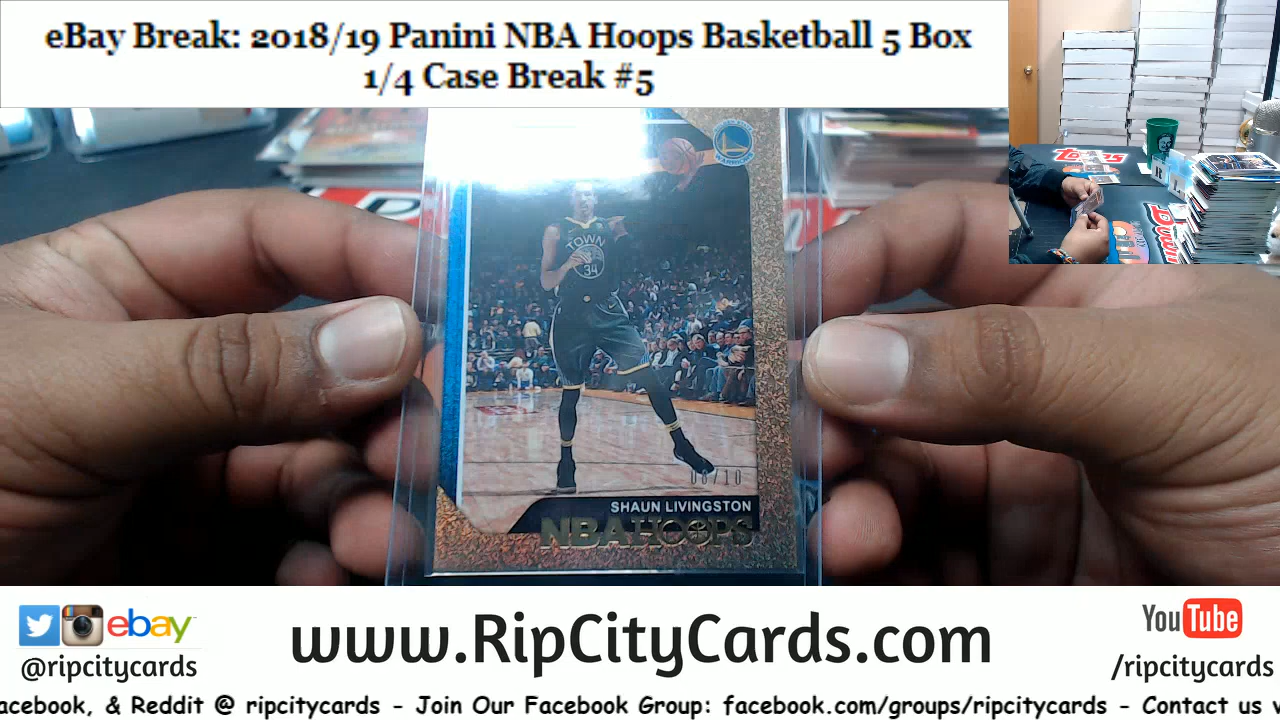 eBay Break: 2018/19 Panini NBA Hoops Basketball 5 Box
1/4 Case Break #5
WARRIORS
TOWN
34
08/10
SHAUN LIVINGSTON
NBA HOOPS
Topps
ebay
@ripcitycards
www.RipCityCards.com
YouTube
/ripcitycards
acebook, & Reddit @ ripcitycards - Join Our Facebook Group: facebook.com/groups/ripcitycards - Contact us v